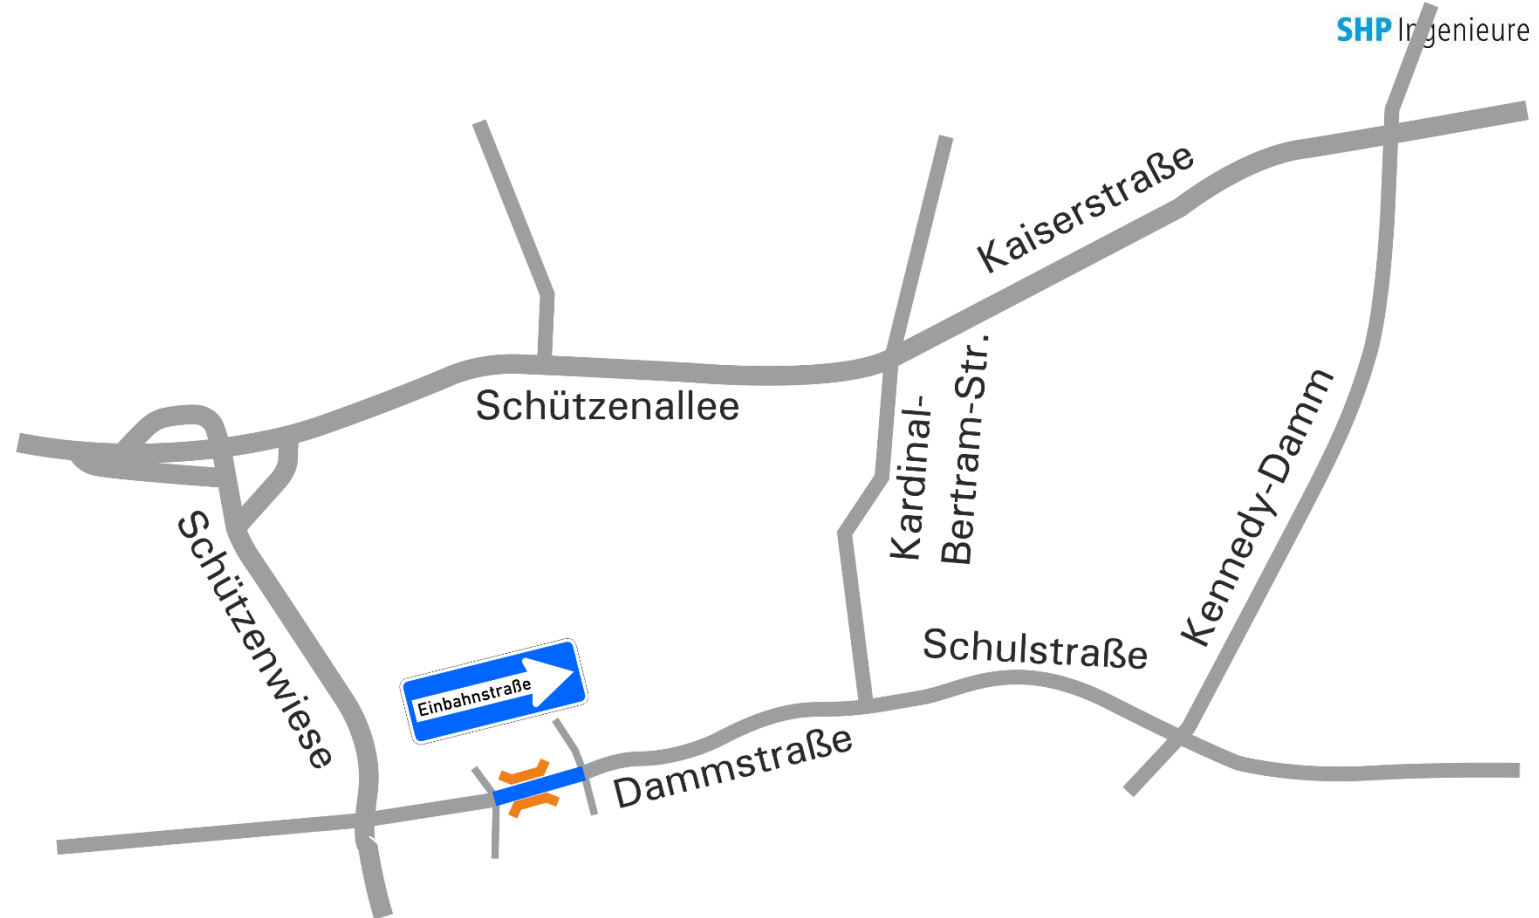 SHP Ingenieure
Kaiserstraße
Schützenallee
Kardinal-
Bertram-Str.
Kennedy-Damm
Schützenwiese
Schulstraße
Einbahnstraße
Dammstraße